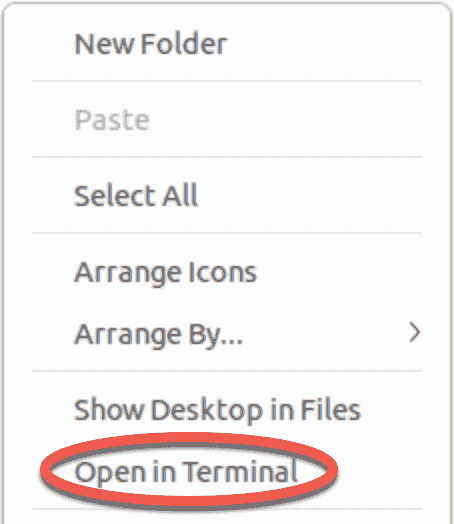 New Folder
Paste
Select All
Arrange Icons
Arrange By...
Show Desktop in Files
Open in Terminal